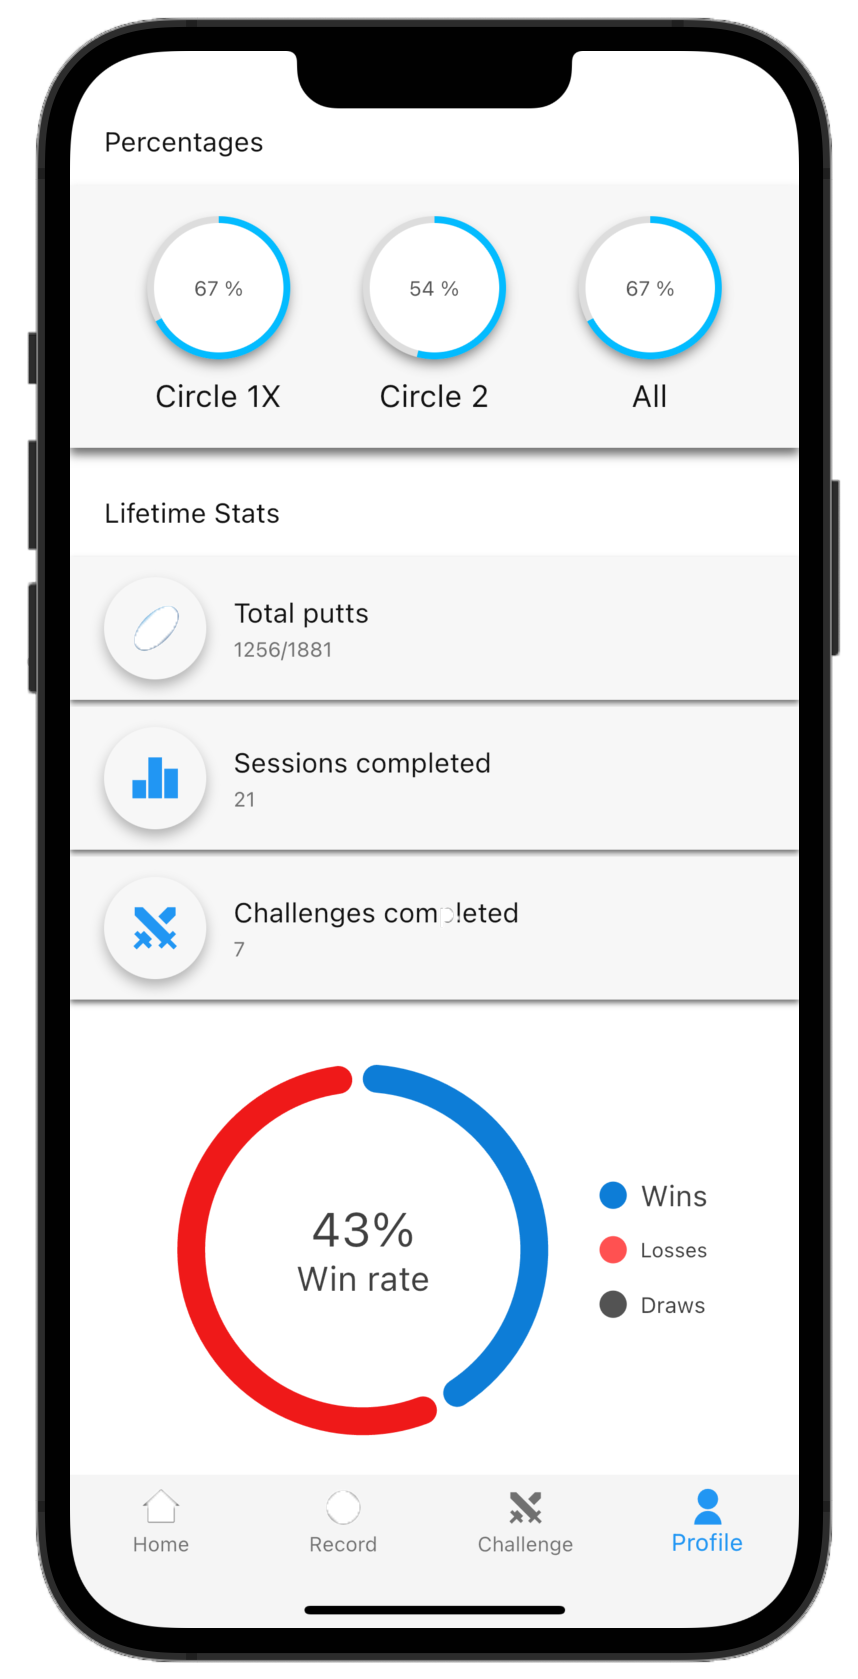 Percentages
67 % 54 % 67 %
Circle 1X Circle 2 All
Lifetime Stats
Total putts
1256/1881
Sessions completed
21
Challenges completed
7
43%
Win rate
Wins
Losses
Draws
Home Record Challenge Profile